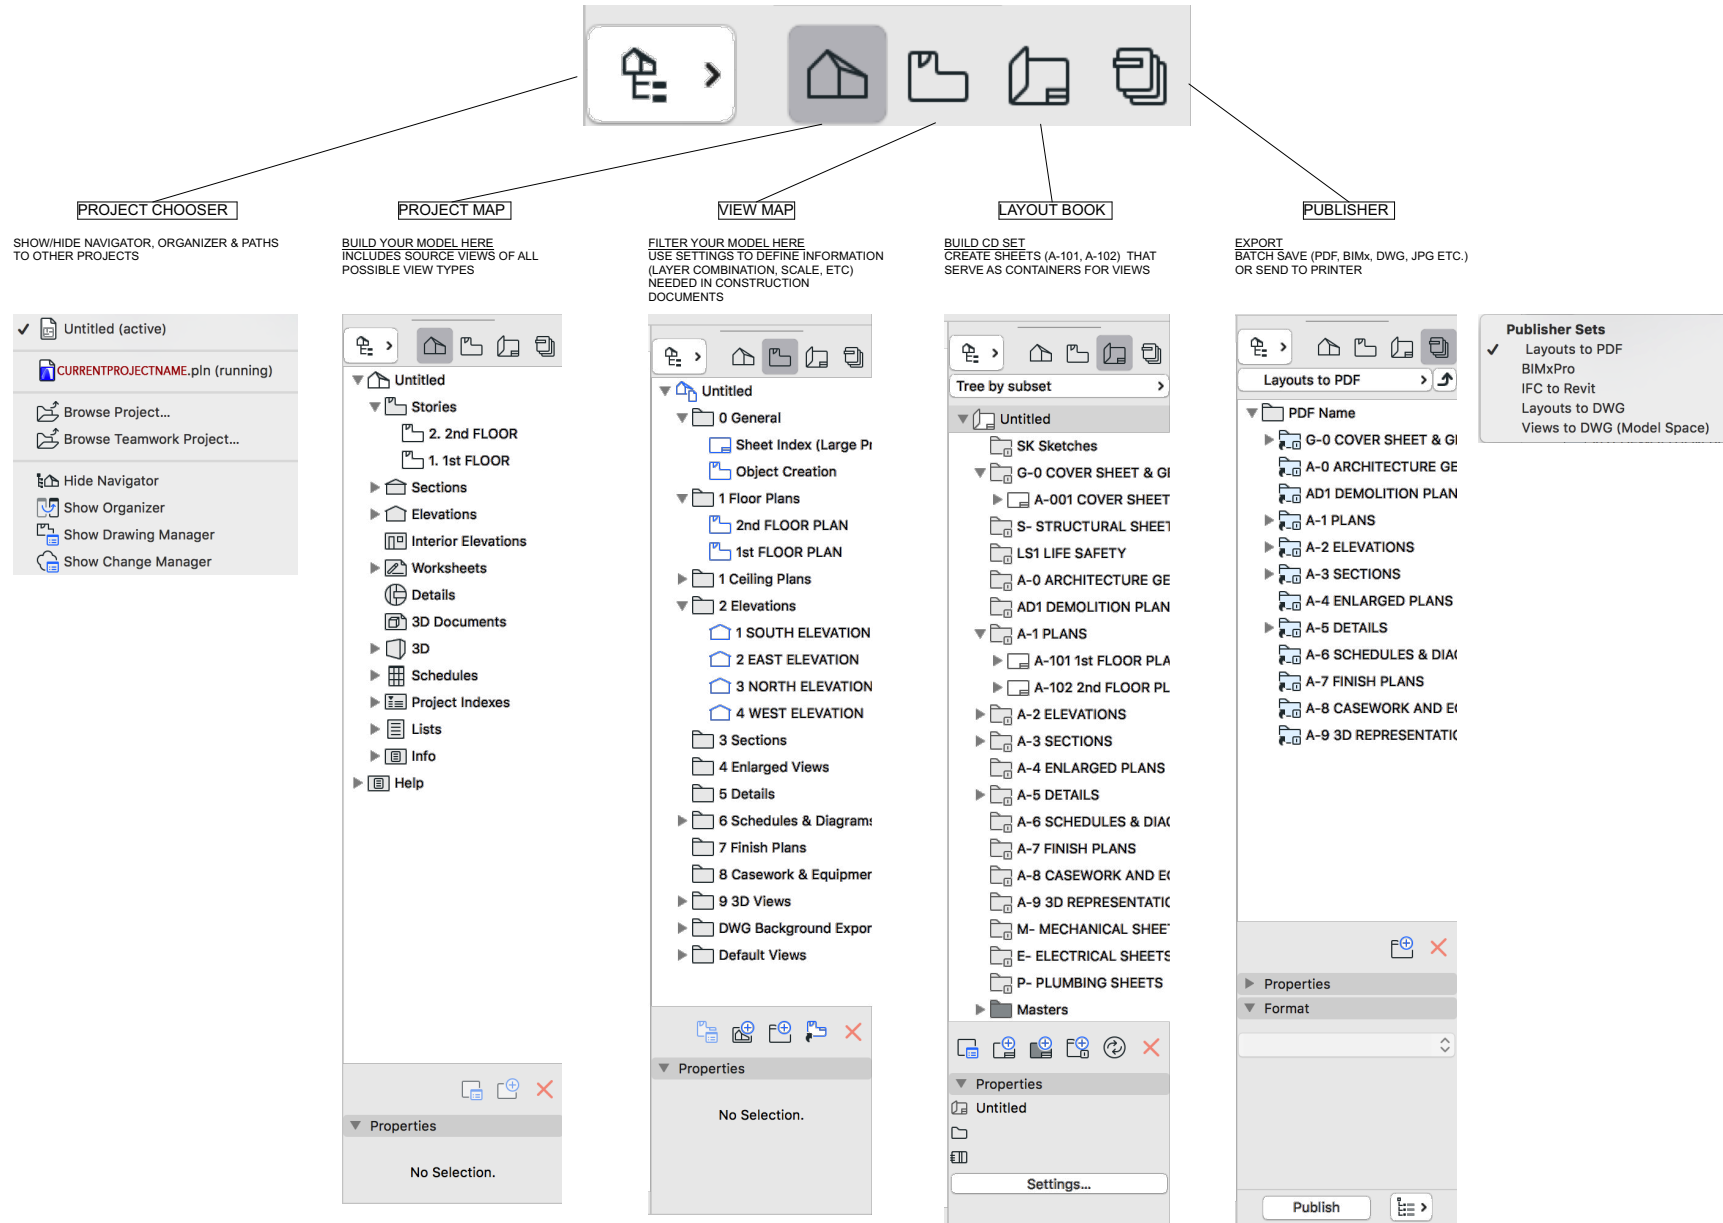 PROJECT CHOOSER
SHOW/HIDE NAVIGATOR, ORGANIZER & PATHS
TO OTHER PROJECTS
Untitled (active)
CURRENTPROJECTNAME.pln (running)
Browse Project...
Browse Teamwork Project...
Hide Navigator
Show Organizer
Show Drawing Manager
Show Change Manager
PROJECT MAP
BUILD YOUR MODEL HERE
INCLUDES SOURCE VIEWS OF ALL
POSSIBLE VIEW TYPES
Untitled
Stories
2. 2nd FLOOR
1. 1st FLOOR
Sections
Elevations
Interior Elevations
Worksheets
Details
3D Documents
3D
Schedules
Project Indexes
Lists
Info
Help
Properties
No Selection.
VIEW MAP
FILTER YOUR MODEL HERE
USE SETTINGS TO DEFINE INFORMATION
(LAYER COMBINATION, SCALE, ETC)
NEEDED IN CONSTRUCTION
DOCUMENTS
Untitled
0 General
Sheet Index (Large Pr
Object Creation
1 Floor Plans
2nd FLOOR PLAN
1st FLOOR PLAN
1 Ceiling Plans
2 Elevations
1 SOUTH ELEVATION
2 EAST ELEVATION
3 NORTH ELEVATION
4 WEST ELEVATION
3 Sections
4 Enlarged Views
5 Details
6 Schedules & Diagrams
7 Finish Plans
8 Casework & Equipmer
9 3D Views
DWG Background Expor
Default Views
Properties
No Selection.
LAYOUT BOOK
BUILD CD SET
CREATE SHEETS (A-101, A-102) THAT
SERVE AS CONTAINERS FOR VIEWS
Tree by subset
Untitled
SK Sketches
G-0 COVER SHEET & GI
A-001 COVER SHEET
S- STRUCTURAL SHEET
LS1 LIFE SAFETY
A-0 ARCHITECTURE GE
AD1 DEMOLITION PLAN
A-1 PLANS
A-101 1st FLOOR PLA
A-102 2nd FLOOR PL
A-2 ELEVATIONS
A-3 SECTIONS
A-4 ENLARGED PLANS
A-5 DETAILS
A-6 SCHEDULES & DIAG
A-7 FINISH PLANS
A-8 CASEWORK AND E
A-9 3D REPRESENTATIO
M- MECHANICAL SHEET
E- ELECTRICAL SHEETS
P- PLUMBING SHEETS
Masters
Properties
Untitled
Settings...
PUBLISHER
EXPORT
BATCH SAVE (PDF, BIMx, DWG, JPG ETC.)
OR SEND TO PRINTER
Layouts to PDF
PDF Name
G-0 COVER SHEET & GI
A-0 ARCHITECTURE GE
AD1 DEMOLITION PLAN
A-1 PLANS
A-2 ELEVATIONS
A-3 SECTIONS
A-4 ENLARGED PLANS
A-5 DETAILS
A-6 SCHEDULES & DIAG
A-7 FINISH PLANS
A-8 CASEWORK AND E
A-9 3D REPRESENTATIO
Properties
Format
Publish
Publisher Sets
Layouts to PDF
BIMxPro
IFC to Revit
Layouts to DWG
Views to DWG (Model Space)